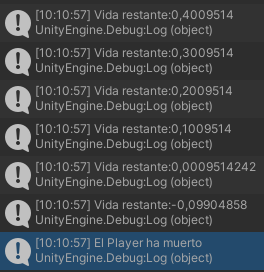 [10:10:57] Vida restante:0,4009514
UnityEngine.Debug:Log (object)
[10:10:57] Vida restante:0,3009514
UnityEngine.Debug:Log (object)
[10:10:57] Vida restante:0,2009514
UnityEngine.Debug:Log (object)
[10:10:57] Vida restante:0,1009514
UnityEngine.Debug:Log (object)
[10:10:57] Vida restante:0,0009514242
UnityEngine.Debug:Log (object)
[10:10:57] Vida restante:-0,09904858
UnityEngine.Debug:Log (object)
[10:10:57] El Player ha muerto
UnityEngine.Debug:Log (object)